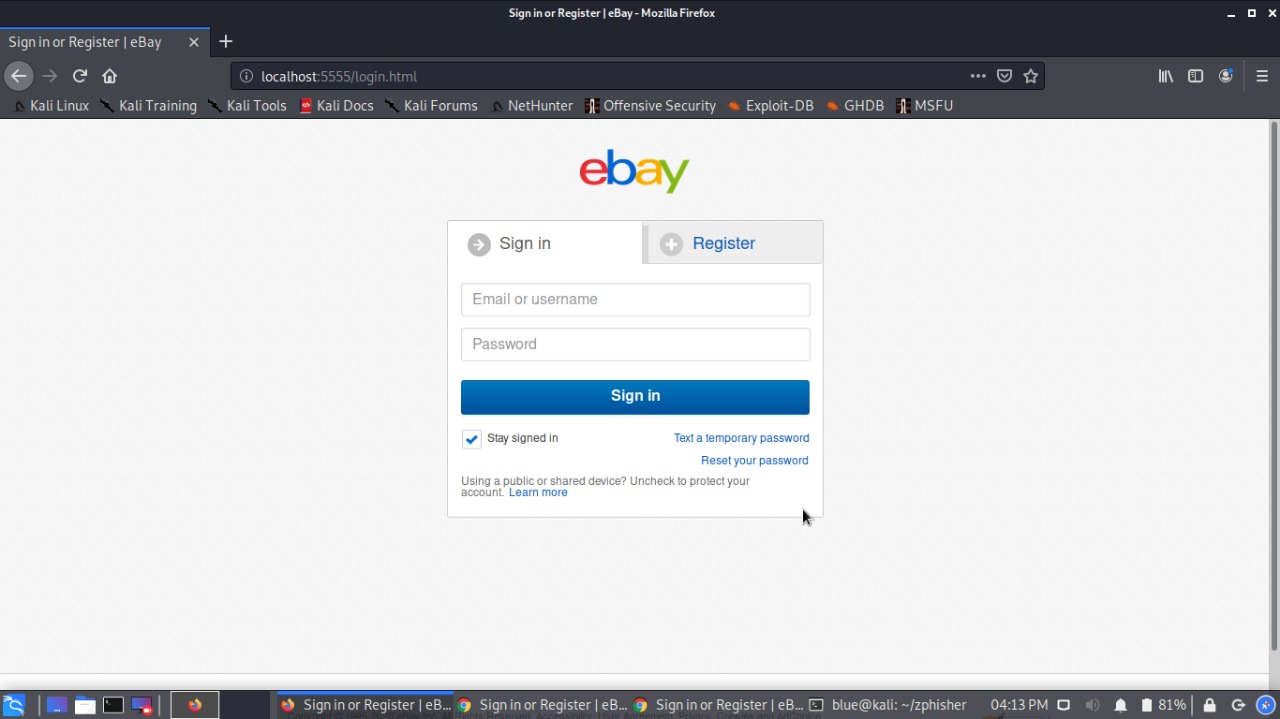 Sign in or Register | eBay - Mozilla Firefox
Sign in or Register | eBay
localhost:5555/login.html
Kali Linux Kali Training Kali Tools Kali Docs Kali Forums NetHunter Offensive Security Exploit-DB GHDB MSFU
ebay
Sign in Register
Email or username
Password
Sign in
Stay signed in Text a temporary password
Reset your password
Using a public or shared device? Uncheck to protect your
account. Learn more
Sign in or Register | eB... Sign in or Register | eB... Sign in or Register | eB... blue@kali: ~/zphisher 04:13 PM 81%